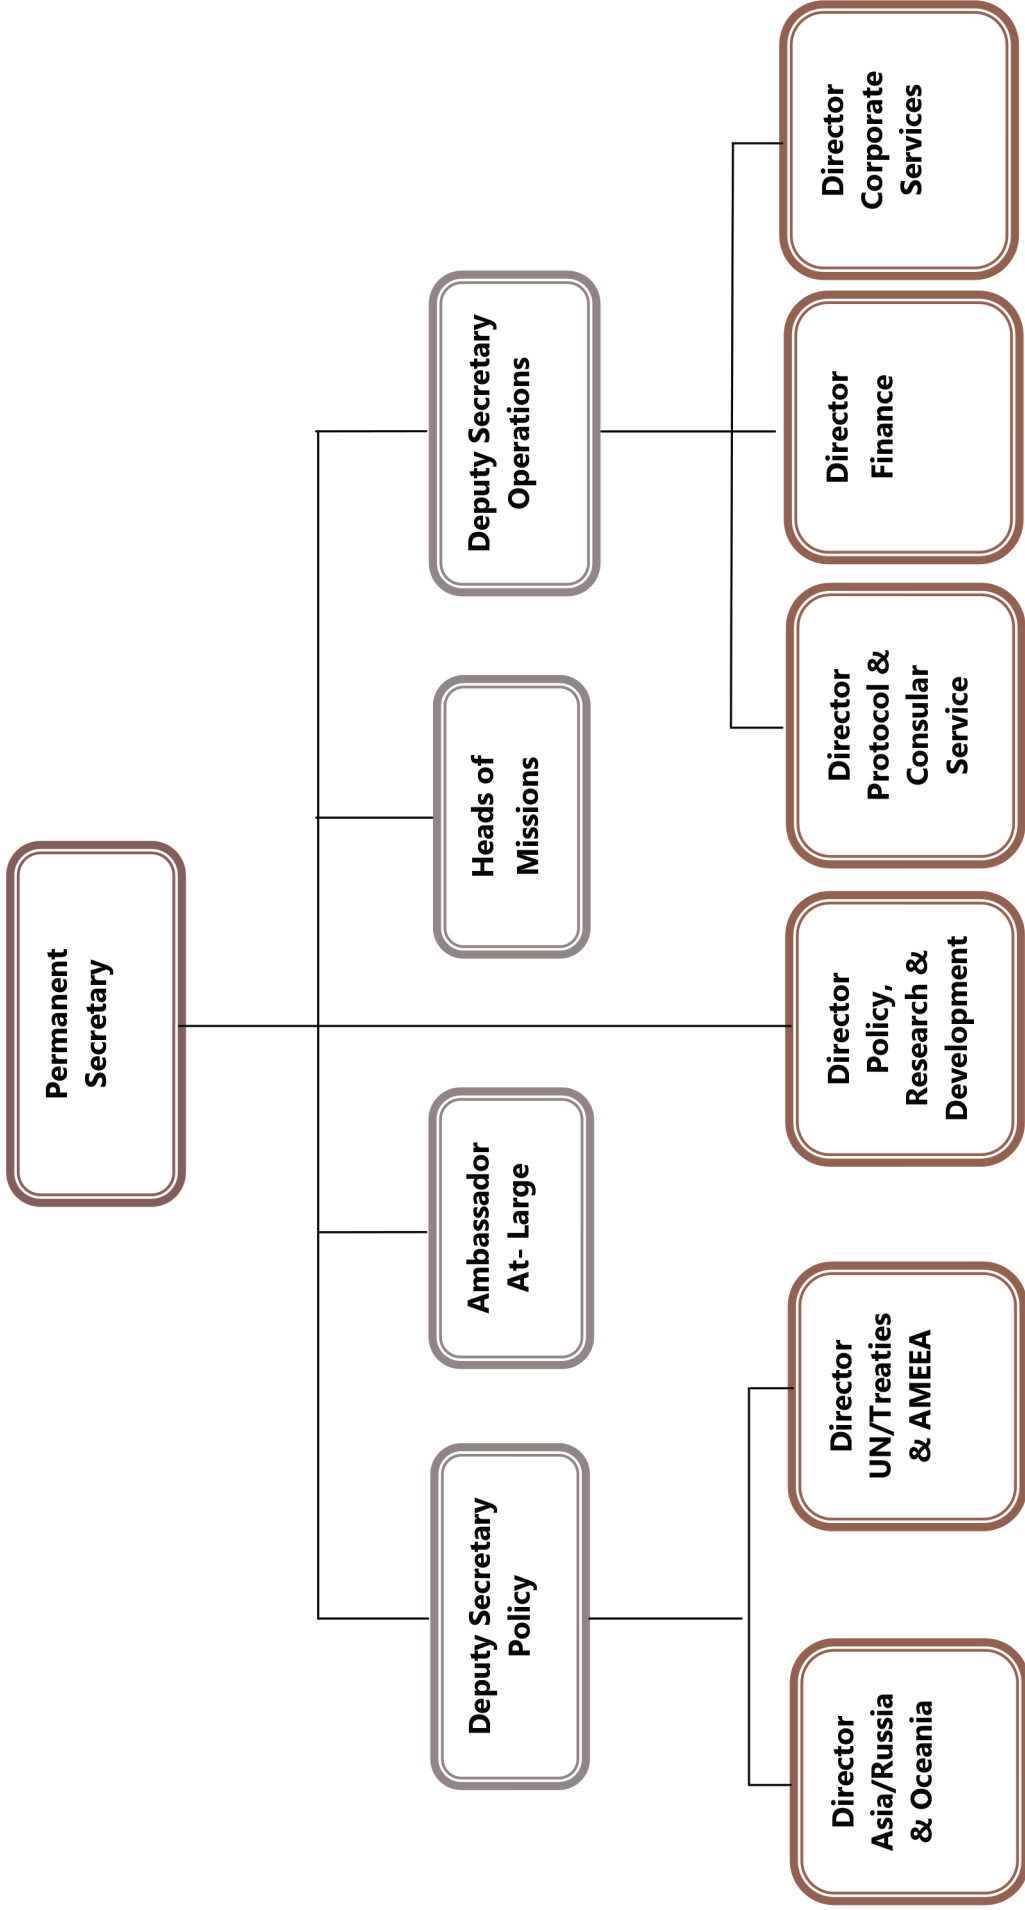 Permanent
Secretary
Deputy Secretary
Policy
Ambassador
At- Large
Heads of
Missions
Deputy Secretary
Operations
Director
Asia/Russia
& Oceania
Director
UN/Treaties
& AMEEA
Director
Policy,
Research &
Development
Director
Protocol &
Consular
Service
Director
Finance
Director
Corporate
Services